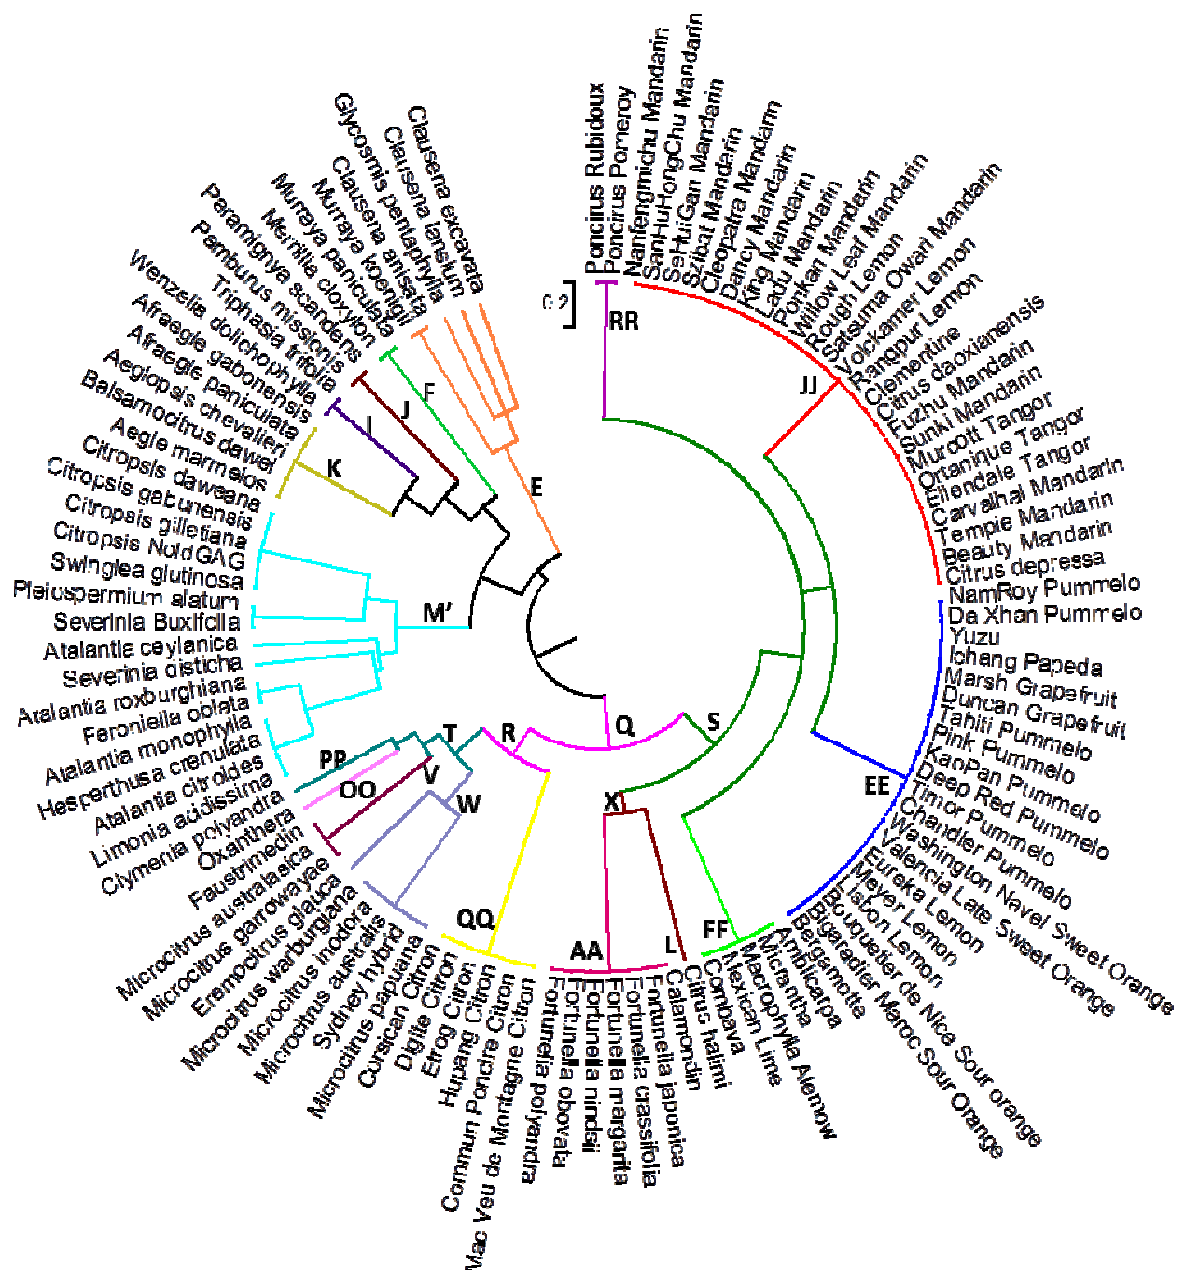 Poncirus Rubidoux
Poncirus Pomeroy
Nanfengmichu Mandarin
SanHuHongChu Mandarin
SeHuiGan Mandarin
Szibat Mandarin
Cleopatra Mandarin
Dancy Mandarin
King Mandarin
Ladu Mandarin
Ponkan Mandarin
Willow Leaf Mandarin
Rough Lemon
Satsuma Owari Mandarin
Volckamer Lemon
Rangpur Lemon
Clementine
Citrus daoxianensis
Fuzhu Mandarin
Sunki Mandarin
Murcott Tangor
Ortanique Tangor
Ellendale Tangor
Carvalhal Mandarin
Temple Mandarin
Beauty Mandarin
Citrus depressa
NamRoy Pummelo
Da Xhan Pummelo
Yuzu
Ichang Papeda
Marsh Grapefruit
Duncan Grapefruit
Tahiti Pummelo
Pink Pummelo
KaoPan Pummelo
Deep Red Pummelo
Timor Pummelo
Chandler Pummelo
Washington Navel Sweet Orange
Valencia Late Sweet Orange
Eureka Lemon
Meyer Lemon
Lisbon Lemon
Bouquetier de Nice Sour orange
Bigaradier Maroc Sour Orange
Bergamotte
Amblicarpa
Micrantha
Macrophylla Alemow
Mexican Lime
Combava
Citrus halimi
Calamondin
Fortunella japonica
Fortunella crassifolia
Fortunella margarita
Fortunella hindsii
Fortunella obovata
Fortunella polyandra
Mac Veu de Montagne Citron
Commun Poncire Citron
Hupang Citron
Etrog Citron
Digite Citron
Cursican Citron
Microcitrus papuana
Sydney hybrid
Microcitrus australis
Microcitrus inodora
Microcitrus warburgiana
Eremocitrus glauca
Microcitrus garrowayae
Microcitrus australasica
Faustrimedin
Oxanthera
Clymenia polyandra
Limonia acidissima
Atalantia citroides
Hesperthusa crenulata
Atalantia monophylla
Feroniella oblata
Atalantia roxburghiana
Severinia disticha
Atalantia ceylanica
Severinia Buxifolia
Pleiospermium alatum
Swinglea glutinosa
Citropsis NoldGAG
Citropsis gilletiana
Citropsis gabunensis
Citropsis daweana
Aegle marmelos
Balsamocitrus dawei
Aeglopsis chevalieri
Afraegle paniculata
Afraegle gabonensis
Wenzelia dolichophylla
Triphasia trifolia
Pamburus missionis
Paramignya scandens
Merrillia cloxylon
Murraya paniculata
Murraya koenigii
Clausena anisata
Glycosmis pentaphylla
Clausena lansium
Clausena excavata
0.2
RR
JJ
EE
FF
L
AA
X
S
Q
R
QQ
T
W
V
OO
PP
M'
K
I
J
F
E